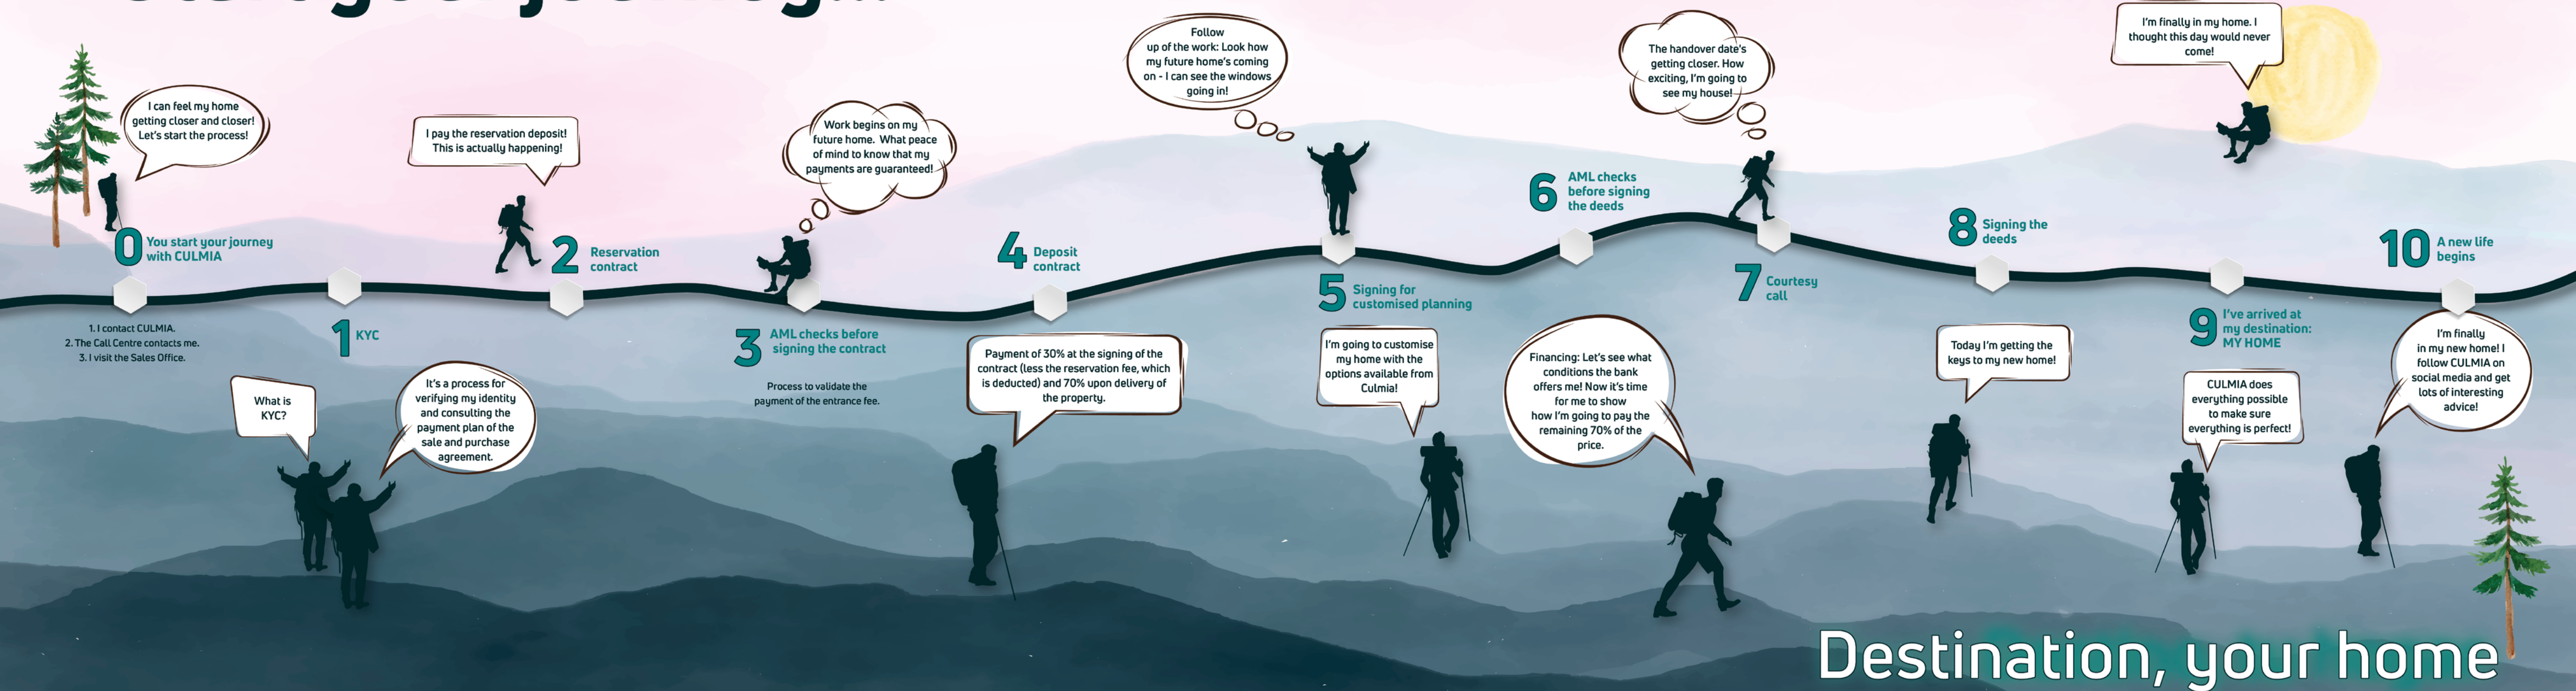 I can feel my home
getting closer and closer!
Let's start the process!
0
You start your journey
with CULMIA
1. I contact CULMIA.
2. The Call Centre contacts me.
3. I visit the Sales Office.
1
KYC
What is
KYC?
It's a process for
verifying my identity
and consulting the
payment plan of the
sale and purchase
agreement.
I pay the reservation deposit!
This is actually happening!
2
Reservation
contract
Work begins on my
future home. What peace
of mind to know that my
payments are guaranteed!
3
AML checks before
signing the contract
Process to validate the
payment of the entrance fee.
4
Deposit
contract
Payment of 30% at the signing of the
contract (less the reservation fee, which
is deducted) and 70% upon delivery of
the property.
Follow
up of the work: Look how
my future home's coming
on - I can see the windows
going in!
5
Signing for
customised planning
I'm going to customise
my home with the
options available from
Culmia!
6
AML checks
before signing
the deeds
Financing: Let's see what
conditions the bank
offers me! Now it's time
for me to show
how I'm going to pay the
remaining 70% of the
price.
The handover date's
getting closer. How
exciting, I'm going to
see my house!
7
Courtesy
call
8
Signing the
deeds
Today I'm getting the
keys to my new home!
I'm finally in my home. I
thought this day would never
come!
9
I've arrived at
my destination:
MY HOME
CULMIA does
everything possible
to make sure
everything is perfect!
10
A new life
begins
I'm finally
in my new home! I
follow CULMIA on
social media and get
lots of interesting
advice!
Destination, your home